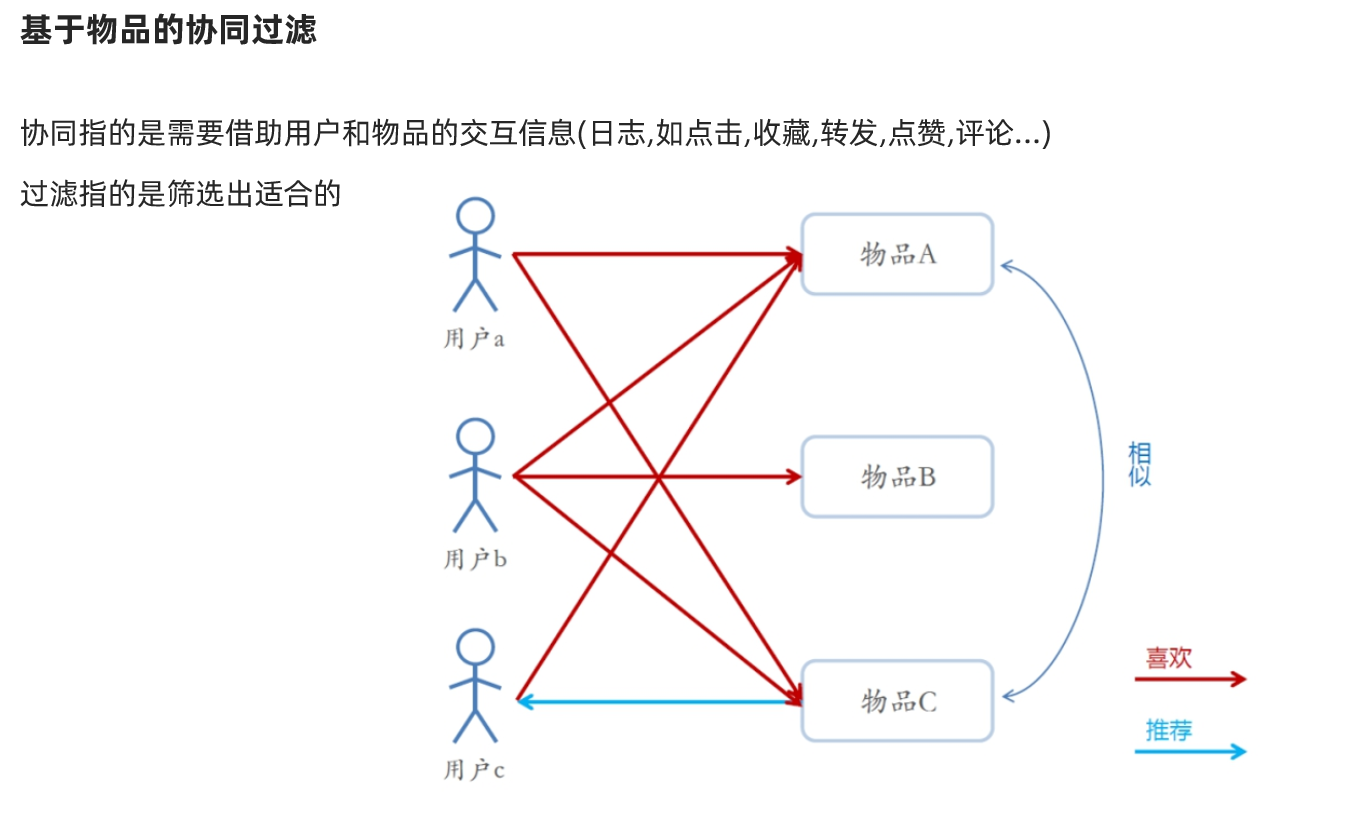 基于物品的协同过滤
协同指的是需要借助用户和物品的交互信息(日志,如点击,收藏,转发,点赞,评论...)
过滤指的是筛选出适合的
用户a
物品A
用户b
物品B
相似
用户c
物品C
喜欢
推荐